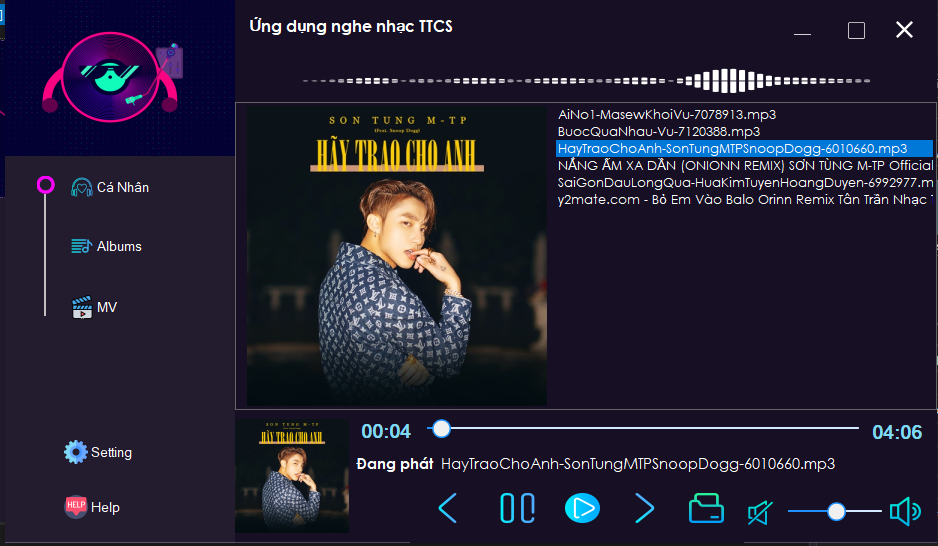 Ứng dụng nghe nhạc TTCS
SON TUNG M-TP
(Feat. Snoop Dogg)
HÃY TRAO CHO ANH
AiNo1-MasewKhoiVu-7078913.mp3
BuocQuaNhau-Vu-7120388.mp3
HayTraoChoAnh-SonTungMTPSnoopDogg-6010660.mp3
NẮNG ẤM XA DẦN (ONIONN REMIX) SƠN TÙNG M-TP Official
SaiGonDauLongQua-HuaKimTuyenHoangDuyen-6992977.m
y2mate.com - Bỏ Em Vào Balo Orinn Remix Tân Trần Nhạc T
Cá Nhân
Albums
MV
Setting
Help
HELP
SON TUNG M-TP
HÃY TRAO CHO ANH
00:04
04:06
Đang phát HayTraoChoAnh-SonTungMTPSnoopDogg-6010660.mp3